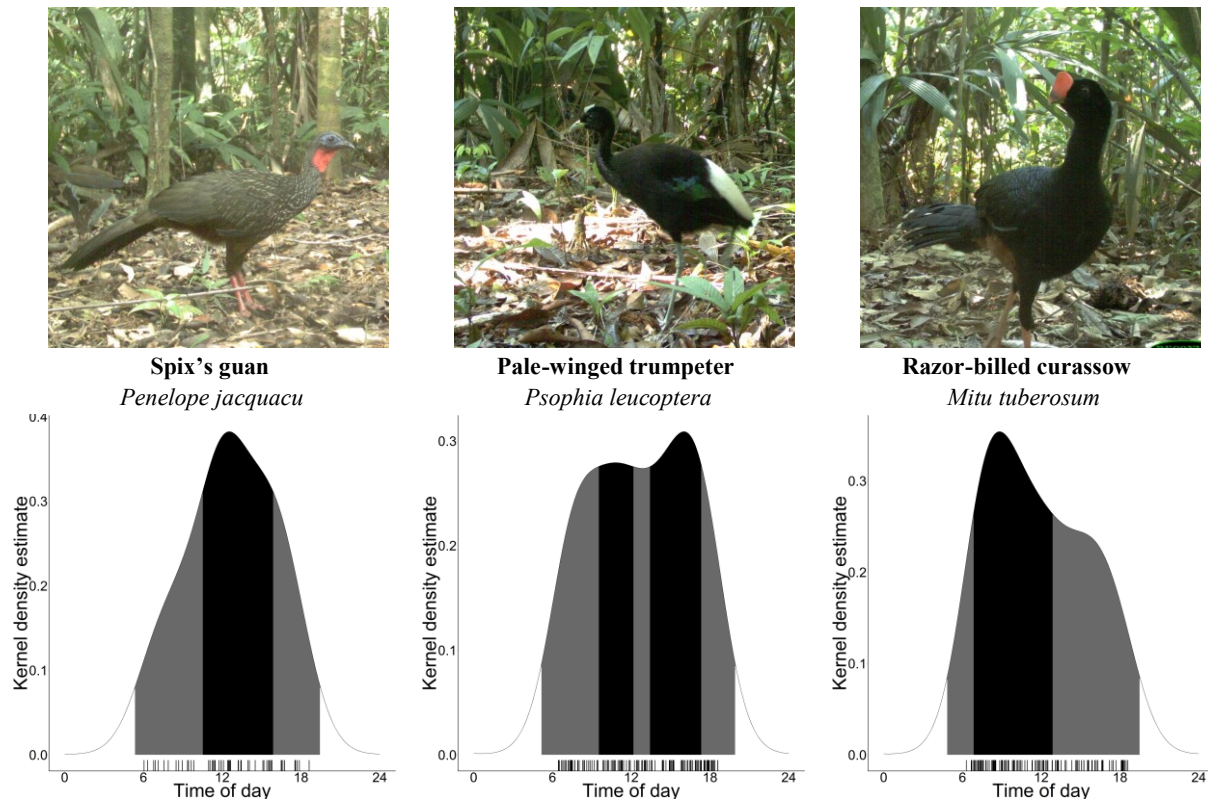 Spix's guan
Penelope jacquacu
Pale-winged trumpeter
Psophia leucoptera
Razor-billed curassow
Mitu tuberosum
0.4
0.3
0.2
0.1
0.0
Kernel density estimate
0 6 12 18 24
Time of day
0.3
0.2
0.1
0.0
Kernel density estimate
0 6 12 18 24
Time of day
0.3
0.2
0.1
0.0
Kernel density estimate
0 6 12 18 24
Time of day